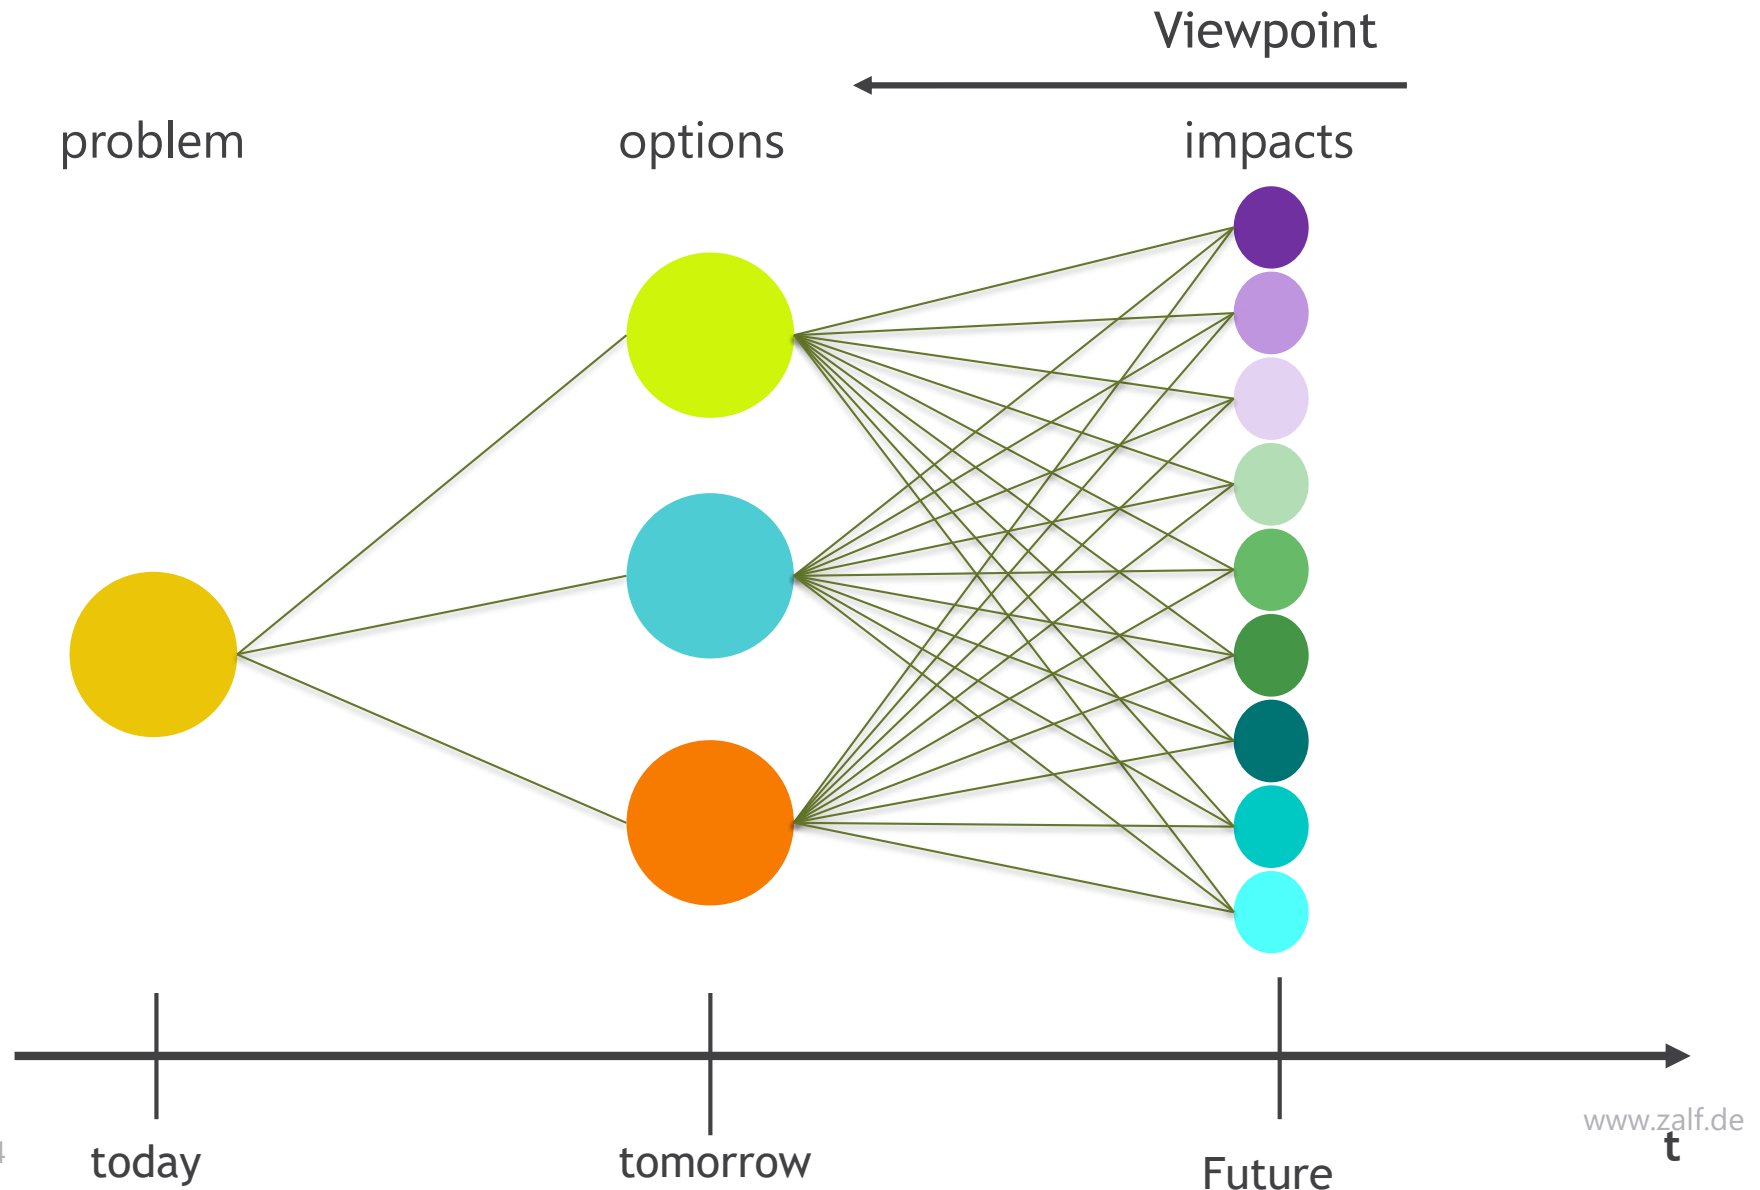 Viewpoint
problem options impacts
www.zalf.de
t
today tomorrow Future